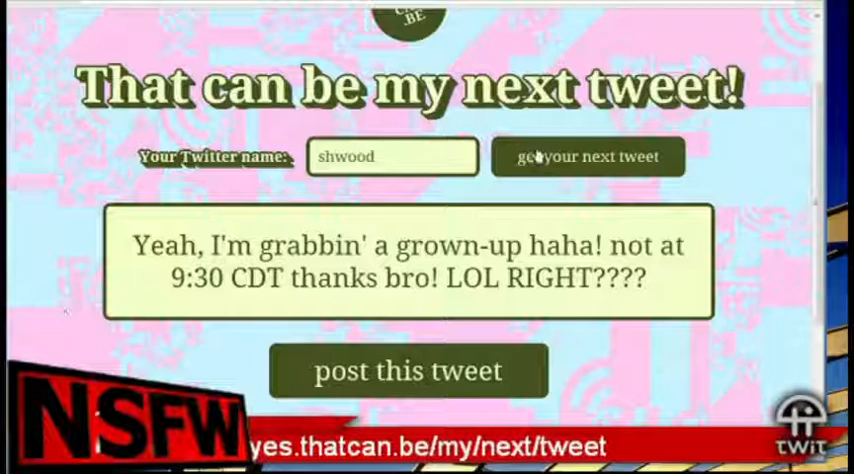 .BE
That can be my next tweet!
Your Twitter name:
shwood
get your next tweet
Yeah, I'm grabbin' a grown-up haha! not at
9:30 CDT thanks bro! LOL RIGHT????
post this tweet
NSFW
yes.thatcan.be/my/next/tweet
TWiT